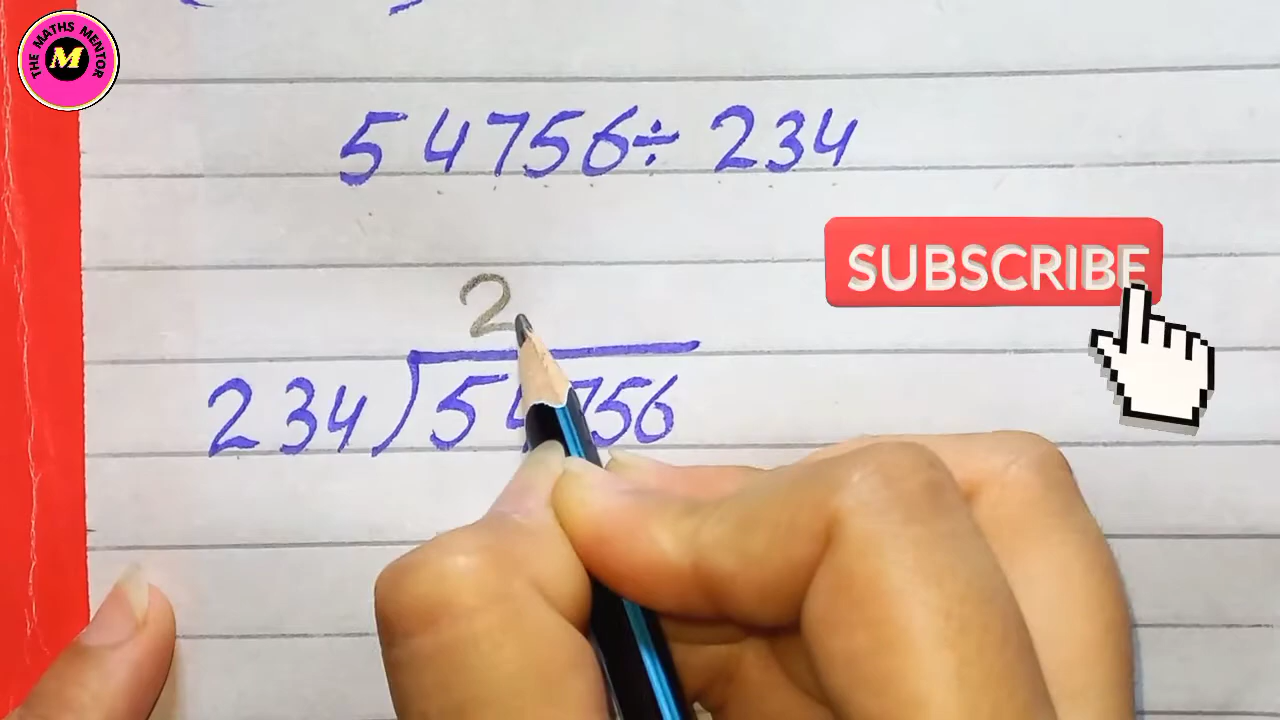 THE MATHS MENTOR
M
54756÷234
SUBSCRIBE
2
234)54756